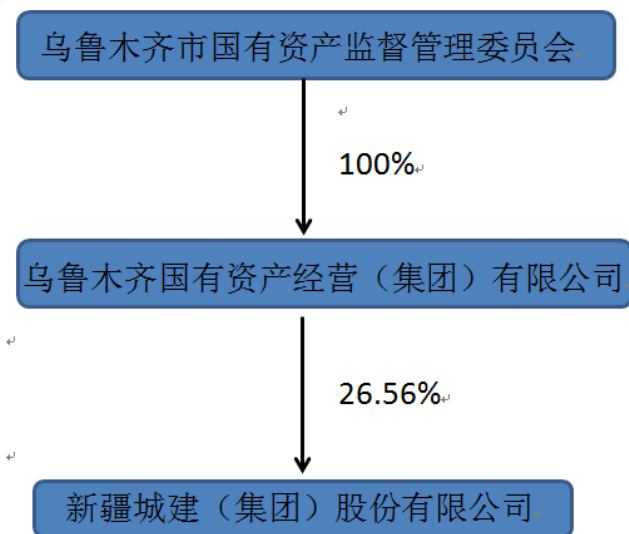 乌鲁木齐市国有资产监督管理委员会
100%
乌鲁木齐国有资产经营（集团）有限公司
26.56%
新疆城建（集团）股份有限公司